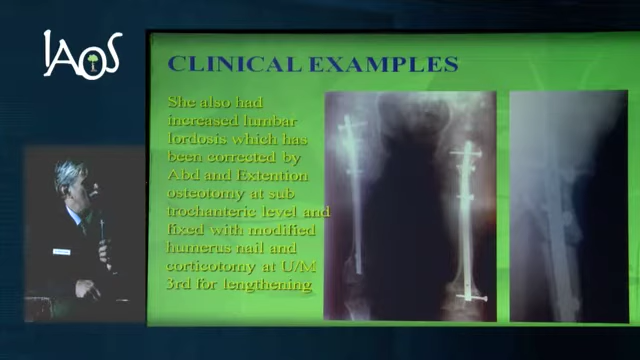 IAOS
CLINICAL EXAMPLES
She also had
increased lumbar
lordosis which has
been corrected by
Abd and Extention
osteotomy at sub
trochanteric level and
fixed with modified
humerus nail and
corticotomy at U/M
3rd for lengthening